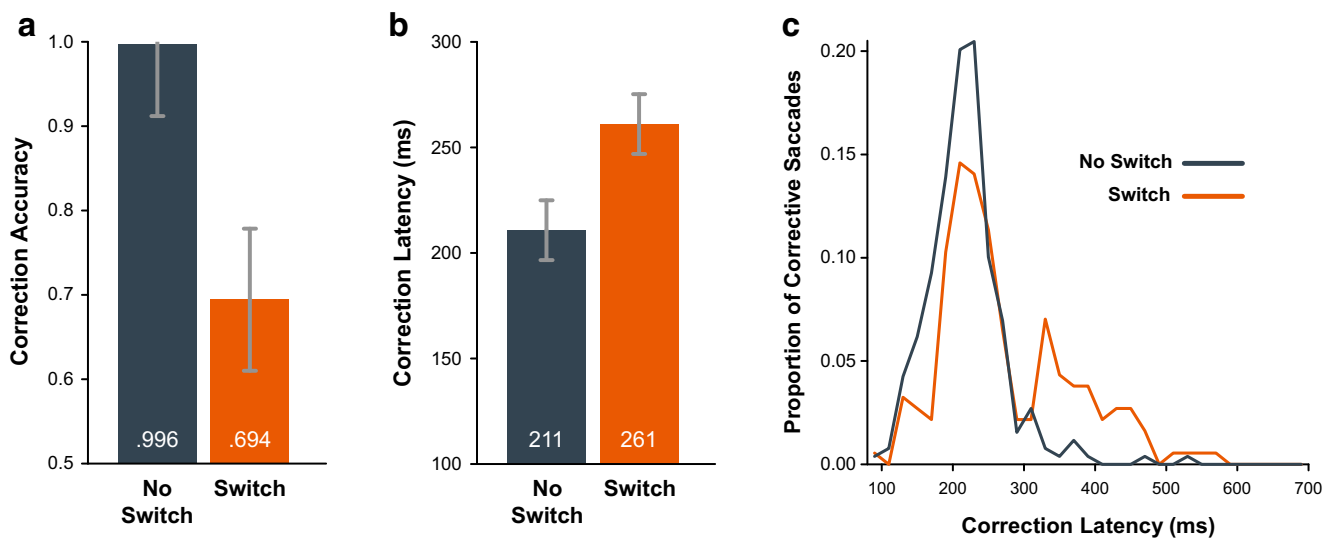 a
1.0
0.9
0.8
0.7
0.6
0.5
Correction Accuracy
.996
.694
No
Switch
Switch
b
300
250
200
150
100
Correction Latency (ms)
211
261
No
Switch
Switch
c
0.20
0.15
0.10
0.05
0.00
Proportion of Corrective Saccades
No Switch
Switch
100 200 300 400 500 600 700
Correction Latency (ms)